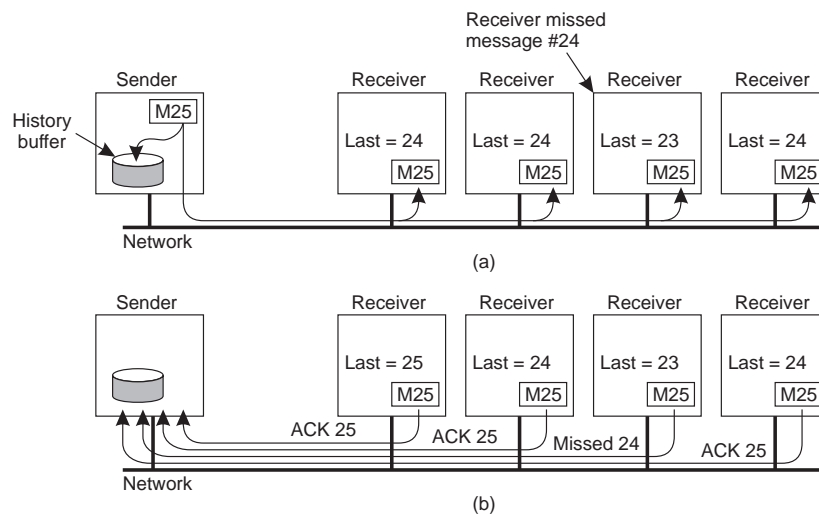 Receiver missed
message #24
Sender
Receiver
Receiver
Receiver
Receiver
History
buffer
M25
Last = 24
Last = 24
Last = 23
Last = 24
M25
M25
M25
M25
Network
(a)
Sender
Receiver
Receiver
Receiver
Receiver
Last = 25
Last = 24
Last = 23
Last = 24
M25
M25
M25
M25
ACK 25
ACK 25
Missed 24
ACK 25
Network
(b)